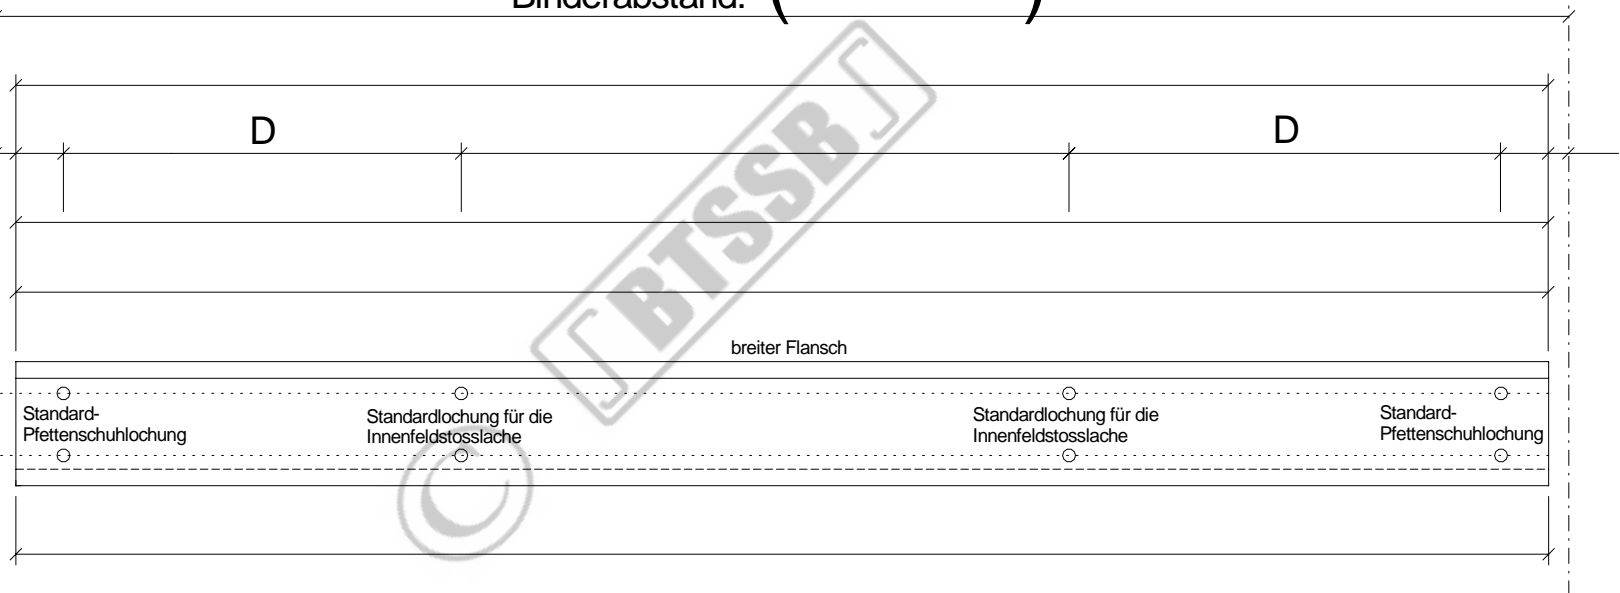 Binderabstand: ( )
D
D
BTSSB
breiter Flansch
Standard-
Pfettenschuhlochung
Standardlochung für die
Innenfeldstosslache
Standardlochung für die
Innenfeldstosslache
Standard-
Pfettenschuhlochung
©